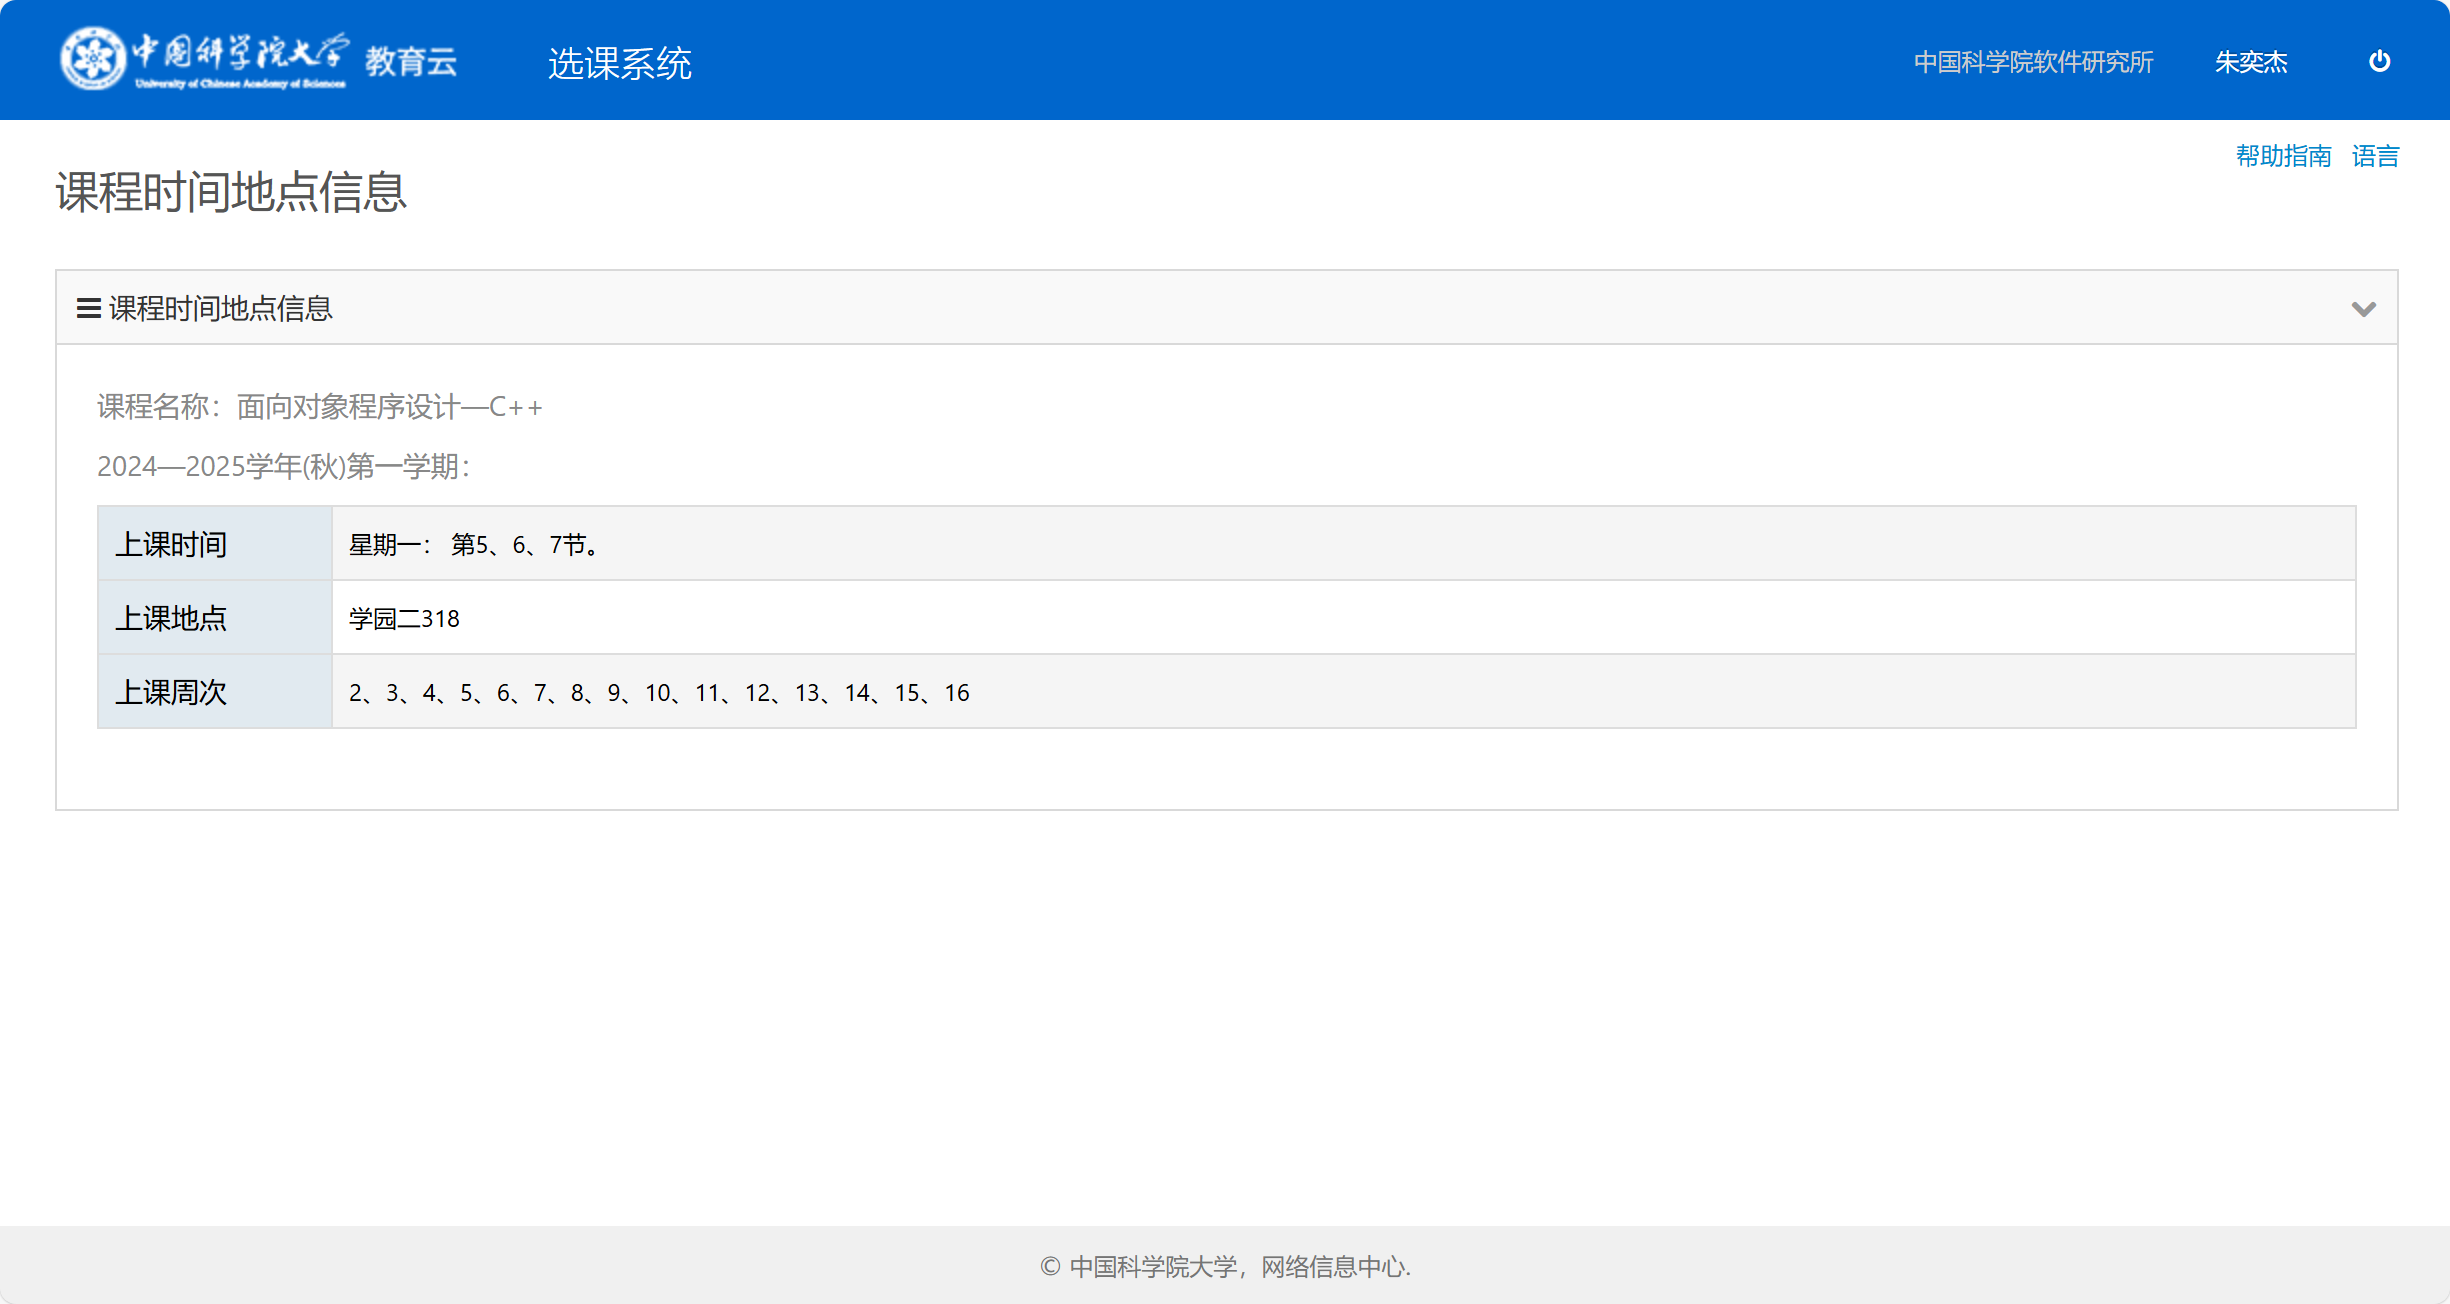 中国科学院大学 教育云 选课系统 中国科学院软件研究所 朱奕杰
University of Chinese Academy of Sciences
帮助指南 语言
课程时间地点信息
课程时间地点信息
课程名称：面向对象程序设计—C++
2024—2025学年(秋)第一学期：
上课时间 星期一： 第5、6、7节。
上课地点 学园二318
上课周次 2、3、4、5、6、7、8、9、10、11、12、13、14、15、16
© 中国科学院大学，网络信息中心.